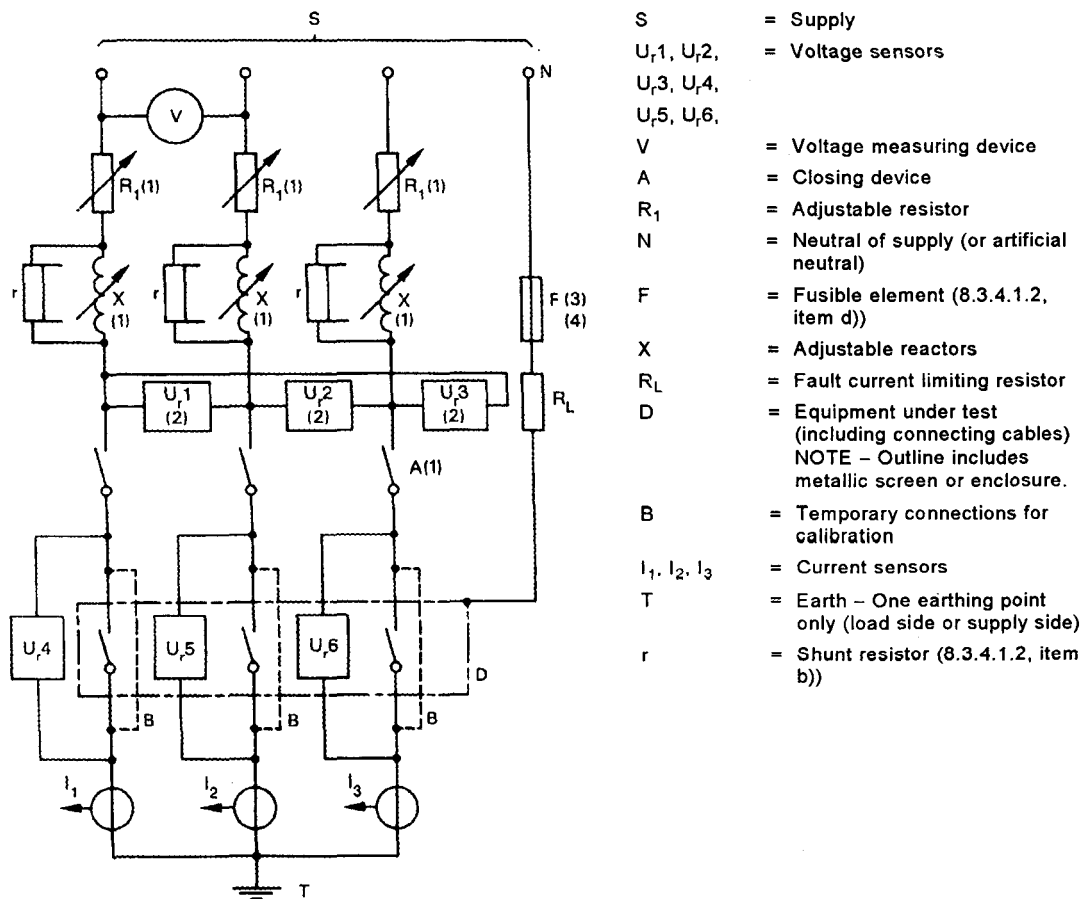 S
N
V
R₁(1) R₁(1) R₁(1)
r X (1) r X (1) r X (1)
F (3)
(4)
Uᵣ1 (2) Uᵣ2 (2) Uᵣ3 (2)
R_L
A(1)
Uᵣ4 Uᵣ5 Uᵣ6
D
B B B
I₁ I₂ I₃
T
S = Supply
Uᵣ1, Uᵣ2, = Voltage sensors
Uᵣ3, Uᵣ4,
Uᵣ5, Uᵣ6,
V = Voltage measuring device
A = Closing device
R₁ = Adjustable resistor
N = Neutral of supply (or artificial
neutral)
F = Fusible element (8.3.4.1.2,
item d))
X = Adjustable reactors
R_L = Fault current limiting resistor
D = Equipment under test
(including connecting cables)
NOTE – Outline includes
metallic screen or enclosure.
B = Temporary connections for
calibration
I₁, I₂, I₃ = Current sensors
T = Earth – One earthing point
only (load side or supply side)
r = Shunt resistor (8.3.4.1.2, item
b))